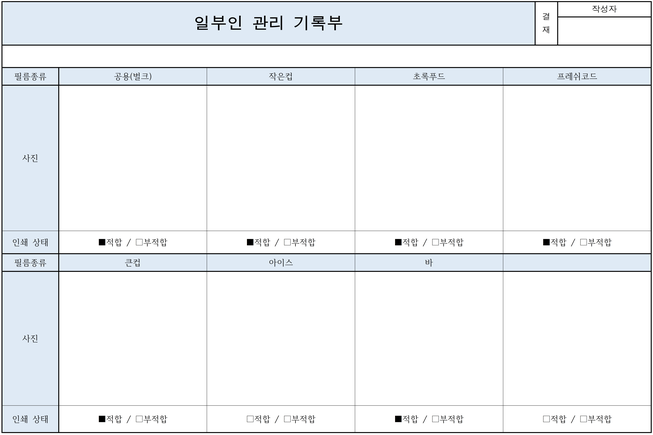 일부인 관리 기록부
결
재
작성자
필름종류 공용(벌크) 작은컵 초록푸드 프레쉬코드
사진
인쇄 상태 ■적합 / □부적합 ■적합 / □부적합 ■적합 / □부적합 ■적합 / □부적합
필름종류 큰컵 아이스 바
사진
인쇄 상태 ■적합 / □부적합 □적합 / □부적합 ■적합 / □부적합 □적합 / □부적합